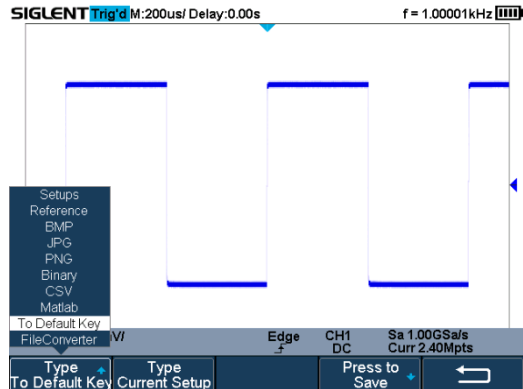 SIGLENT Trig'd M:200us/ Delay:0.00s f = 1.00001kHz
Setups
Reference
BMP
JPG
PNG
Binary
CSV
Matlab
To Default Key
FileConverter
V/
Edge CH1 Sa 1.00GSa/s
DC Curr 2.40Mpts
Type Type Press to
To Default Key Current Setup Save